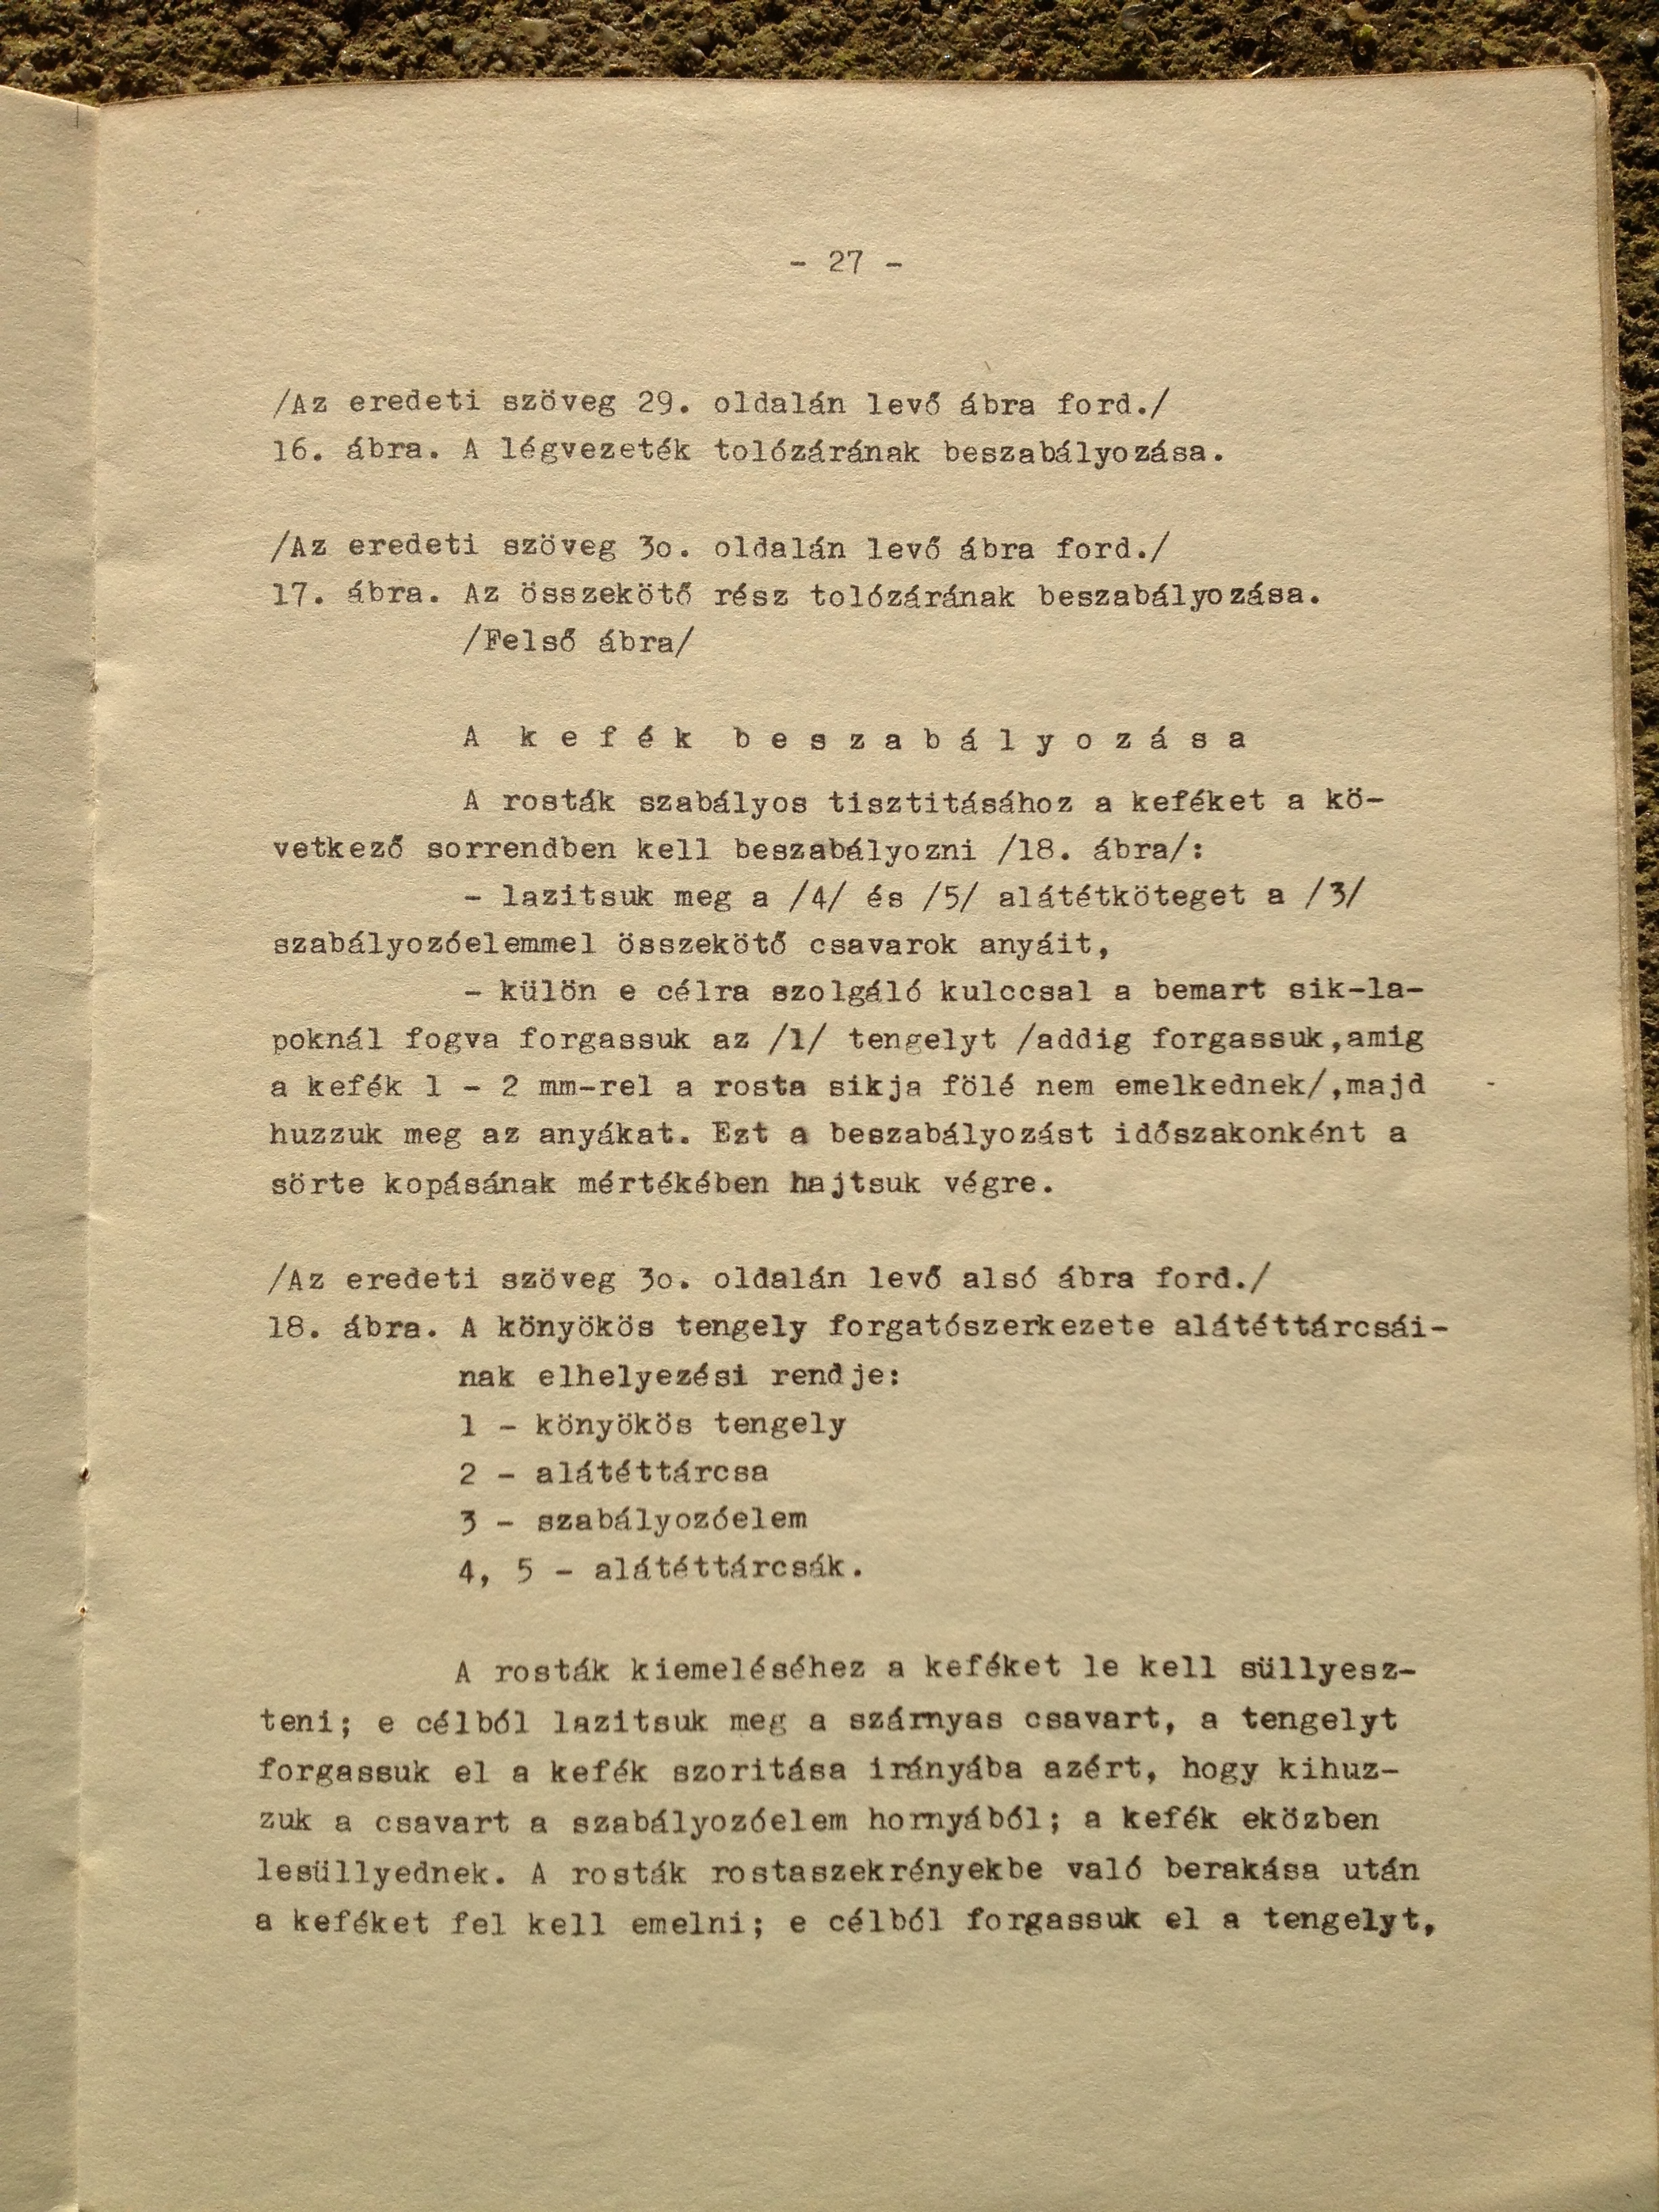 - 27 -
/Az eredeti szöveg 29. oldalán levő ábra ford./
16. ábra. A légvezeték tolózárának beszabályozása.
/Az eredeti szöveg 3o. oldalán levő ábra ford./
17. ábra. Az összekötő rész tolózárának beszabályozása.
/Felső ábra/
A k e f é k b e s z a b á l y o z á s a
A rosták szabályos tisztitásához a keféket a kö-
vetkező sorrendben kell beszabályozni /18. ábra/:
- lazitsuk meg a /4/ és /5/ alátétköteget a /3/
szabályozóelemmel összekötő csavarok anyáit,
- külön e célra szolgáló kulccsal a bemart sik-la-
poknál fogva forgassuk az /1/ tengelyt /addig forgassuk,amig
a kefék 1 - 2 mm-rel a rosta sikja fölé nem emelkednek/,majd
huzzuk meg az anyákat. Ezt a beszabályozást időszakonként a
sörte kopásának mértékében hajtsuk végre.
/Az eredeti szöveg 3o. oldalán levő alsó ábra ford./
18. ábra. A könyökös tengely forgatószerkezete alátéttárcsái-
nak elhelyezési rendje:
1 - könyökös tengely
2 - alátéttárcsa
3 - szabályozóelem
4, 5 - alátéttárcsák.
A rosták kiemeléséhez a keféket le kell süllyesz-
teni; e célból lazitsuk meg a szárnyas csavart, a tengelyt
forgassuk el a kefék szoritása irányába azért, hogy kihuz-
zuk a csavart a szabályozóelem hornyából; a kefék eközben
lesüllyednek. A rosták rostaszekrényekbe való berakása után
a keféket fel kell emelni; e célból forgassuk el a tengelyt,